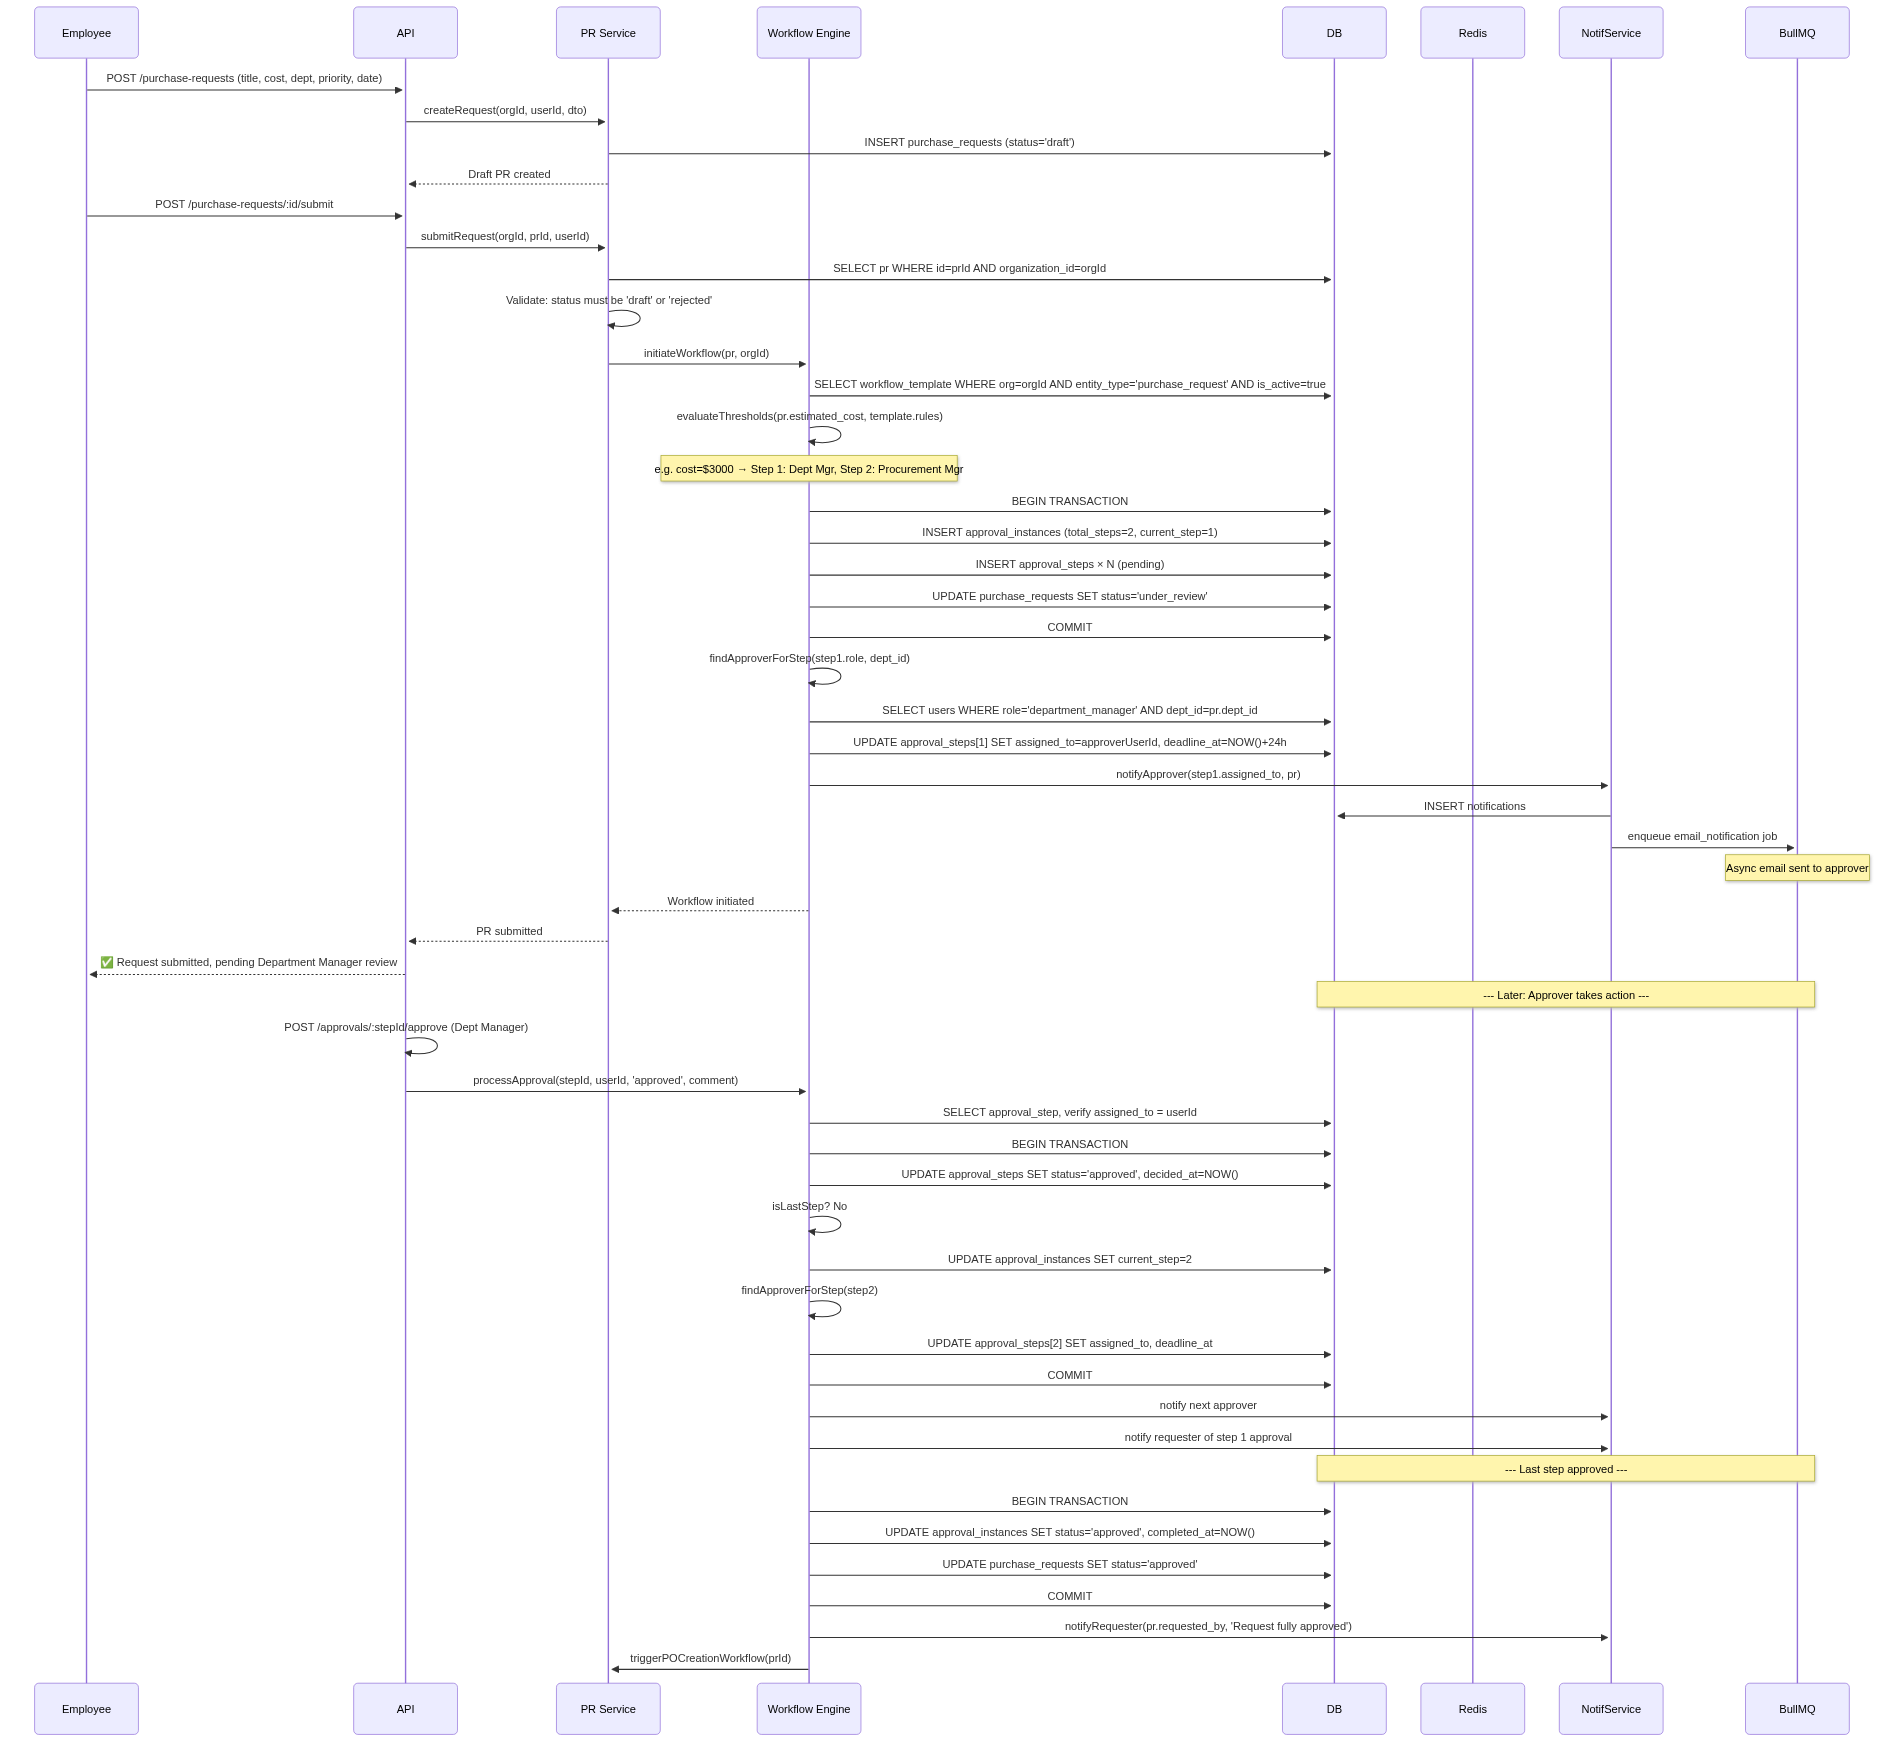 Employee
API
PR Service
Workflow Engine
DB
Redis
NotifService
BullMQ
POST /purchase-requests (title, cost, dept, priority, date)
createRequest(orgId, userId, dto)
INSERT purchase_requests (status='draft')
Draft PR created
POST /purchase-requests/:id/submit
submitRequest(orgId, prId, userId)
SELECT pr WHERE id=prId AND organization_id=orgId
Validate: status must be 'draft' or 'rejected'
initiateWorkflow(pr, orgId)
SELECT workflow_template WHERE org=orgId AND entity_type='purchase_request' AND is_active=true
evaluateThresholds(pr.estimated_cost, template.rules)
e.g. cost=$3000 → Step 1: Dept Mgr, Step 2: Procurement Mgr
BEGIN TRANSACTION
INSERT approval_instances (total_steps=2, current_step=1)
INSERT approval_steps × N (pending)
UPDATE purchase_requests SET status='under_review'
COMMIT
findApproverForStep(step1.role, dept_id)
SELECT users WHERE role='department_manager' AND dept_id=pr.dept_id
UPDATE approval_steps[1] SET assigned_to=approverUserId, deadline_at=NOW()+24h
notifyApprover(step1.assigned_to, pr)
INSERT notifications
enqueue email_notification job
Async email sent to approver
Workflow initiated
PR submitted
✅ Request submitted, pending Department Manager review
--- Later: Approver takes action ---
POST /approvals/:stepId/approve (Dept Manager)
processApproval(stepId, userId, 'approved', comment)
SELECT approval_step, verify assigned_to = userId
BEGIN TRANSACTION
UPDATE approval_steps SET status='approved', decided_at=NOW()
isLastStep? No
UPDATE approval_instances SET current_step=2
findApproverForStep(step2)
UPDATE approval_steps[2] SET assigned_to, deadline_at
COMMIT
notify next approver
notify requester of step 1 approval
--- Last step approved ---
BEGIN TRANSACTION
UPDATE approval_instances SET status='approved', completed_at=NOW()
UPDATE purchase_requests SET status='approved'
COMMIT
notifyRequester(pr.requested_by, 'Request fully approved')
triggerPOCreationWorkflow(prId)
Employee
API
PR Service
Workflow Engine
DB
Redis
NotifService
BullMQ